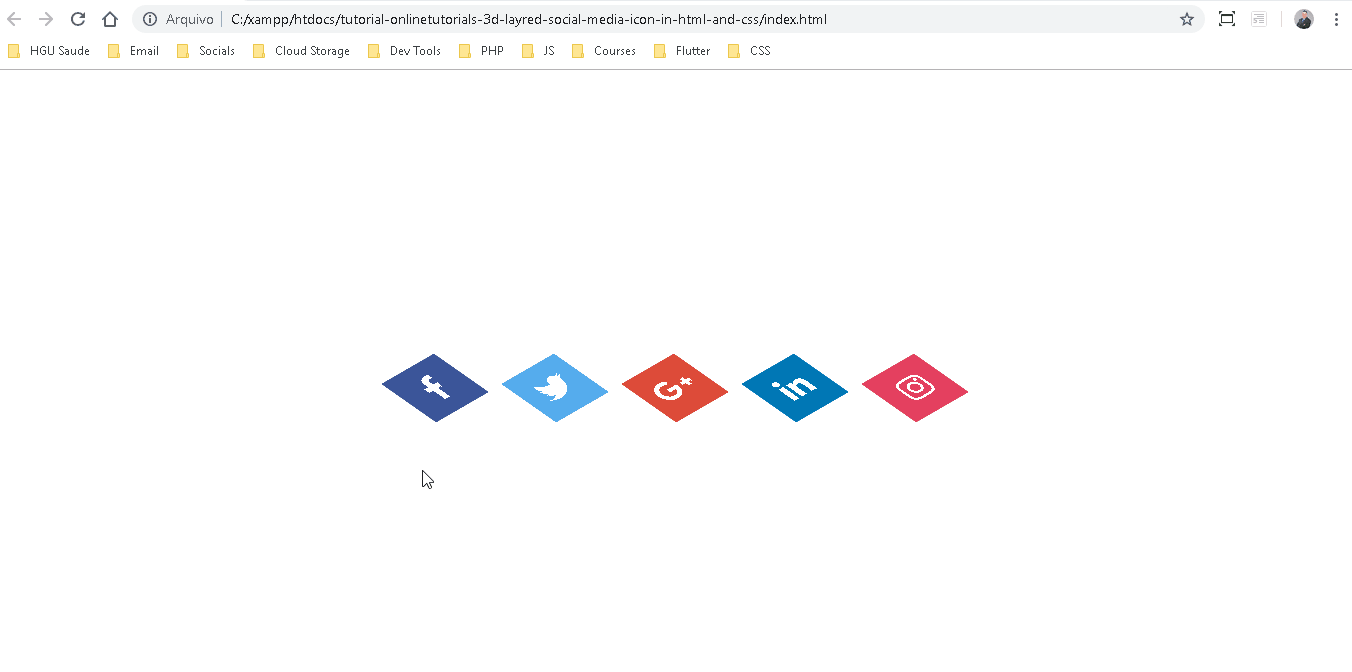 Arquivo C:/xampp/htdocs/tutorial-onlinetutorials-3d-layred-social-media-icon-in-html-and-css/index.html
HGU Saude Email Socials Cloud Storage Dev Tools PHP JS Courses Flutter CSS
f G+ in